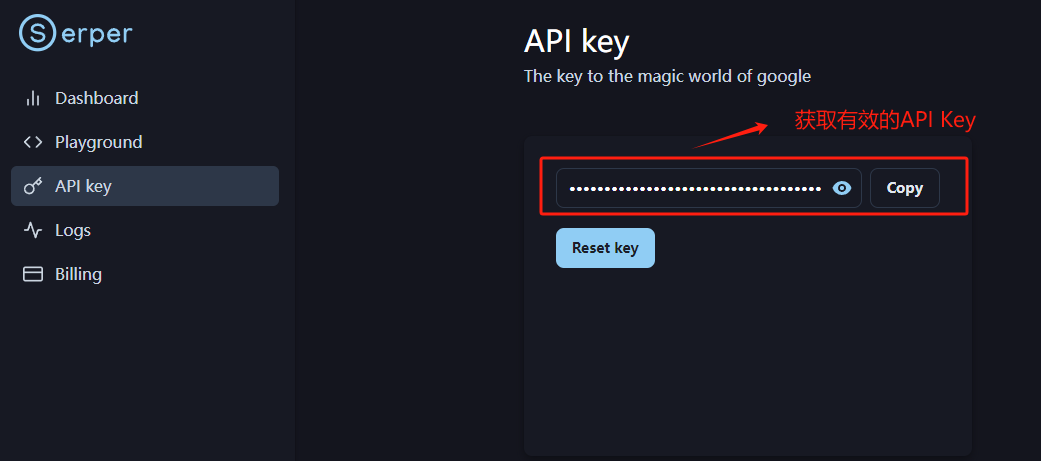 Serper
Dashboard
Playground
API key
Logs
Billing
API key
The key to the magic world of google
获取有效的API Key
••••••••••••••••••••••••••••••••••••
Copy
Reset key